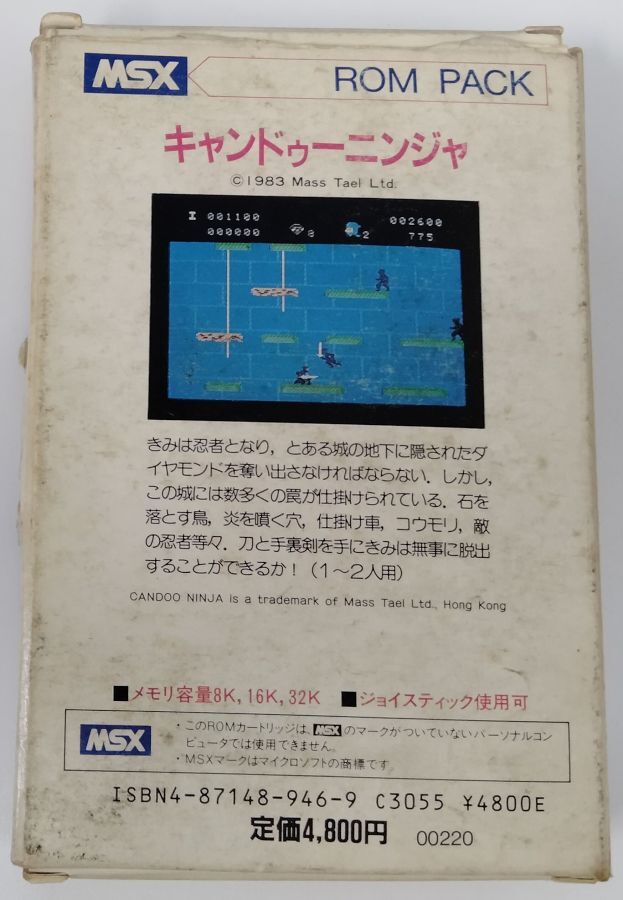 MSX ROM PACK
キャンドゥーニンジャ
©1983 Mass Tael Ltd.
I 001100 002600
000000 8 2 775
きみは忍者となり，とある城の地下に隠されたダ
イヤモンドを奪い出さなければならない．しかし，
この城には数多くの罠が仕掛けられている．石を
落とす鳥，炎を噴く穴，仕掛け車，コウモリ，敵
の忍者等々．刀と手裏剣を手にきみは無事に脱出
することができるか！（1～2人用）
CANDOO NINJA is a trademark of Mass Tael Ltd., Hong Kong
■メモリ容量8K, 16K, 32K ■ジョイスティック使用可
MSX
・このROMカートリッジは、MSXのマークがついていないパーソナルコン
ピュータでは使用できません。
・MSXマークはマイクロソフトの商標です
ISBN4-87148-946-9 C3055 ¥4800E
定価4,800円 00220